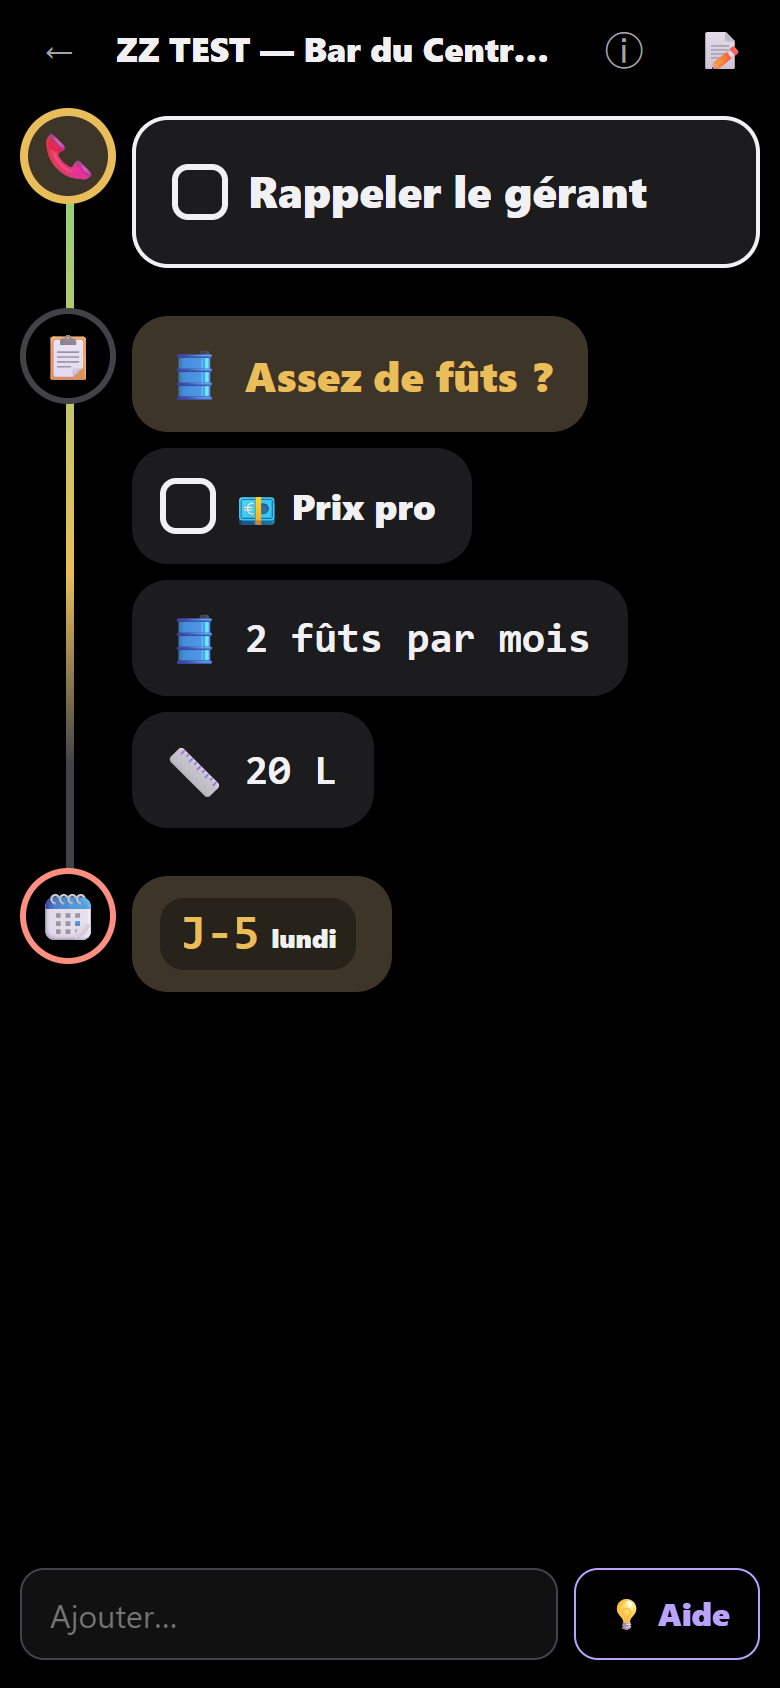 ← ZZ TEST — Bar du Centr...
Rappeler le gérant
Assez de fûts ?
Prix pro
2 fûts par mois
20 L
J-5 lundi
Ajouter...
Aide